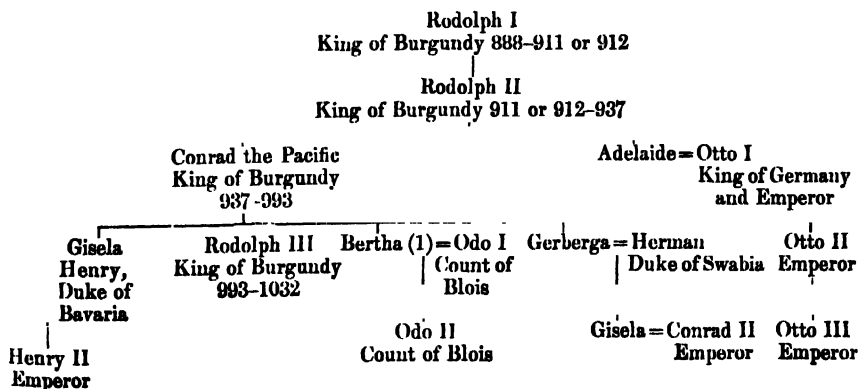 Rodolph I
King of Burgundy 888-911 or 912
Rodolph II
King of Burgundy 911 or 912-937
Conrad the Pacific
King of Burgundy
937-993
Adelaide=Otto I
King of Germany
and Emperor
Gisela
Henry,
Duke of
Bavaria
Rodolph III
King of Burgundy
993-1032
Bertha (1)=Odo I
Count of
Blois
Gerberga=Herman
Duke of Swabia
Otto II
Emperor
Henry II
Emperor
Odo II
Count of Blois
Gisela=Conrad II
Emperor
Otto III
Emperor